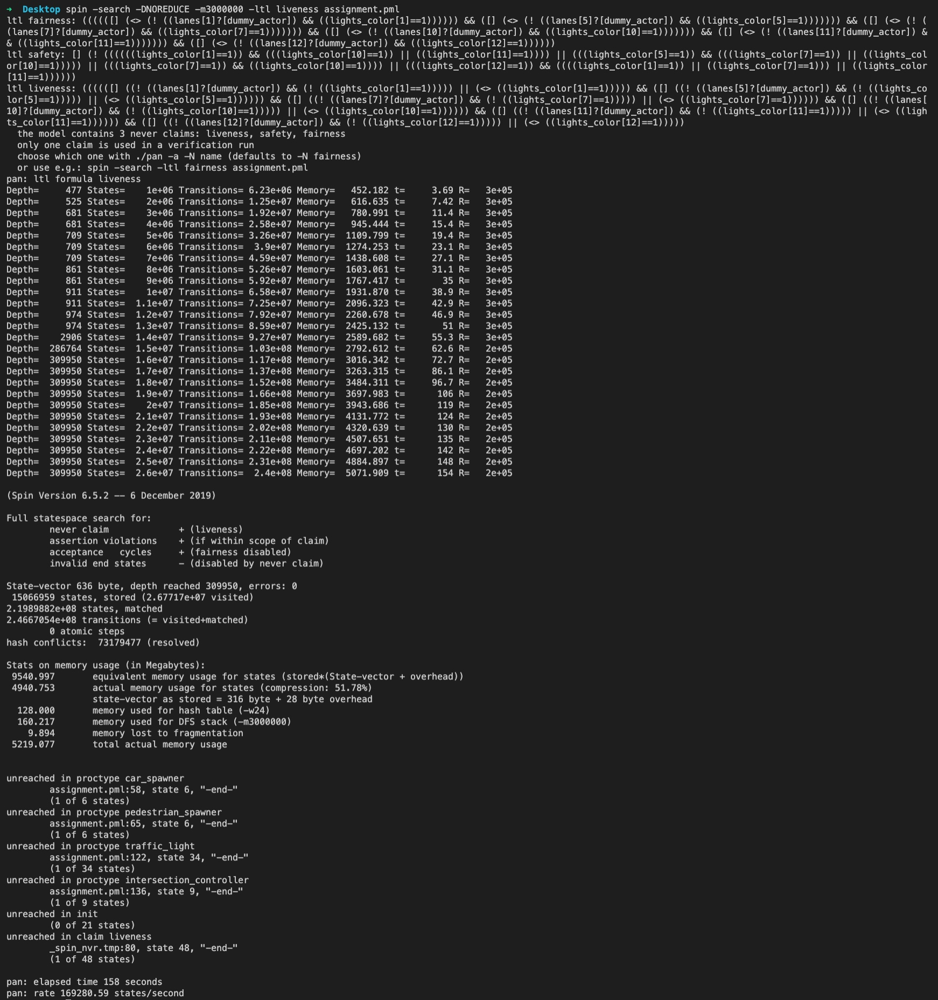 → Desktop spin -search -DNOREDUCE -m3000000 -ltl liveness assignment.pml
ltl fairness: ((((([] (<> (! ((lanes[1]?[dummy_actor]) && ((lights_color[1]==1)))))) && ([] (<> (! ((lanes[5]?[dummy_actor]) && ((lights_color[5]==1))))))) && ([] (<> (! (
(lanes[7]?[dummy_actor]) && ((lights_color[7]==1))))))) && ([] (<> (! ((lanes[10]?[dummy_actor]) && ((lights_color[10]==1))))))) && ([] (<> (! ((lanes[11]?[dummy_actor]) &
& ((lights_color[11]==1))))))) && ([] (<> (! ((lanes[12]?[dummy_actor]) && ((lights_color[12]==1))))))
ltl safety: [] (! ((((((lights_color[1]==1)) && (((lights_color[10]==1)) || ((lights_color[11]==1)))) || (((lights_color[5]==1)) && (((lights_color[7]==1)) || ((lights_col
or[10]==1))))) || (((lights_color[7]==1)) && ((lights_color[10]==1)))) || (((lights_color[12]==1)) && ((((lights_color[1]==1)) || ((lights_color[7]==1))) || ((lights_color
[11]==1))))))
ltl liveness: ((((([] ((! ((lanes[1]?[dummy_actor]) && (! ((lights_color[1]==1))))) || (<> ((lights_color[1]==1))))) && ([] ((! ((lanes[5]?[dummy_actor]) && (! ((lights_co
lor[5]==1))))) || (<> ((lights_color[5]==1)))))) && ([] ((! ((lanes[7]?[dummy_actor]) && (! ((lights_color[7]==1))))) || (<> ((lights_color[7]==1)))))) && ([] ((! ((lanes[
10]?[dummy_actor]) && (! ((lights_color[10]==1))))) || (<> ((lights_color[10]==1)))))) && ([] ((! ((lanes[11]?[dummy_actor]) && (! ((lights_color[11]==1))))) || (<> ((ligh
ts_color[11]==1)))))) && ([] ((! ((lanes[12]?[dummy_actor]) && (! ((lights_color[12]==1))))) || (<> ((lights_color[12]==1)))))
the model contains 3 never claims: liveness, safety, fairness
only one claim is used in a verification run
choose which one with ./pan -a -N name (defaults to -N fairness)
or use e.g.: spin -search -ltl fairness assignment.pml
pan: ltl formula liveness
Depth=     477 States=    1e+06 Transitions= 6.23e+06 Memory=   452.182 t=     3.69 R=   3e+05
Depth=     525 States=    2e+06 Transitions= 1.25e+07 Memory=   616.635 t=     7.42 R=   3e+05
Depth=     681 States=    3e+06 Transitions= 1.92e+07 Memory=   780.991 t=     11.4 R=   3e+05
Depth=     681 States=    4e+06 Transitions= 2.58e+07 Memory=   945.444 t=     15.4 R=   3e+05
Depth=     709 States=    5e+06 Transitions= 3.26e+07 Memory=  1109.799 t=     19.4 R=   3e+05
Depth=     709 States=    6e+06 Transitions=  3.9e+07 Memory=  1274.253 t=     23.1 R=   3e+05
Depth=     709 States=    7e+06 Transitions= 4.59e+07 Memory=  1438.608 t=     27.1 R=   3e+05
Depth=     861 States=    8e+06 Transitions= 5.26e+07 Memory=  1603.061 t=     31.1 R=   3e+05
Depth=     861 States=    9e+06 Transitions= 5.92e+07 Memory=  1767.417 t=       35 R=   3e+05
Depth=     911 States=    1e+07 Transitions= 6.58e+07 Memory=  1931.870 t=     38.9 R=   3e+05
Depth=     911 States=  1.1e+07 Transitions= 7.25e+07 Memory=  2096.323 t=     42.9 R=   3e+05
Depth=     974 States=  1.2e+07 Transitions= 7.92e+07 Memory=  2260.678 t=     46.9 R=   3e+05
Depth=     974 States=  1.3e+07 Transitions= 8.59e+07 Memory=  2425.132 t=       51 R=   3e+05
Depth=    2906 States=  1.4e+07 Transitions= 9.27e+07 Memory=  2589.682 t=     55.3 R=   3e+05
Depth=  286764 States=  1.5e+07 Transitions= 1.03e+08 Memory=  2792.612 t=     62.6 R=   2e+05
Depth=  309950 States=  1.6e+07 Transitions= 1.17e+08 Memory=  3016.342 t=     72.7 R=   2e+05
Depth=  309950 States=  1.7e+07 Transitions= 1.37e+08 Memory=  3263.315 t=     86.1 R=   2e+05
Depth=  309950 States=  1.8e+07 Transitions= 1.52e+08 Memory=  3484.311 t=     96.7 R=   2e+05
Depth=  309950 States=  1.9e+07 Transitions= 1.66e+08 Memory=  3697.983 t=      106 R=   2e+05
Depth=  309950 States=    2e+07 Transitions= 1.85e+08 Memory=  3943.686 t=      119 R=   2e+05
Depth=  309950 States=  2.1e+07 Transitions= 1.93e+08 Memory=  4131.772 t=      124 R=   2e+05
Depth=  309950 States=  2.2e+07 Transitions= 2.02e+08 Memory=  4320.639 t=      130 R=   2e+05
Depth=  309950 States=  2.3e+07 Transitions= 2.11e+08 Memory=  4507.651 t=      135 R=   2e+05
Depth=  309950 States=  2.4e+07 Transitions= 2.22e+08 Memory=  4697.202 t=      142 R=   2e+05
Depth=  309950 States=  2.5e+07 Transitions= 2.31e+08 Memory=  4884.897 t=      148 R=   2e+05
Depth=  309950 States=  2.6e+07 Transitions=  2.4e+08 Memory=  5071.909 t=      154 R=   2e+05
(Spin Version 6.5.2 -- 6 December 2019)
Full statespace search for:
never claim + (liveness)
assertion violations + (if within scope of claim)
acceptance cycles + (fairness disabled)
invalid end states - (disabled by never claim)
State-vector 636 byte, depth reached 309950, errors: 0
15066959 states, stored (2.67717e+07 visited)
2.1989882e+08 states, matched
2.4667054e+08 transitions (= visited+matched)
0 atomic steps
hash conflicts: 73179477 (resolved)
Stats on memory usage (in Megabytes):
9540.997 equivalent memory usage for states (stored*(State-vector + overhead))
4940.753 actual memory usage for states (compression: 51.78%)
state-vector as stored = 316 byte + 28 byte overhead
128.000 memory used for hash table (-w24)
160.217 memory used for DFS stack (-m3000000)
9.894 memory lost to fragmentation
5219.077 total actual memory usage
unreached in proctype car_spawner
assignment.pml:58, state 6, "-end-"
(1 of 6 states)
unreached in proctype pedestrian_spawner
assignment.pml:65, state 6, "-end-"
(1 of 6 states)
unreached in proctype traffic_light
assignment.pml:122, state 34, "-end-"
(1 of 34 states)
unreached in proctype intersection_controller
assignment.pml:136, state 9, "-end-"
(1 of 9 states)
unreached in init
(0 of 21 states)
unreached in claim liveness
_spin_nvr.tmp:80, state 48, "-end-"
(1 of 48 states)
pan: elapsed time 158 seconds
pan: rate 169280.59 states/second